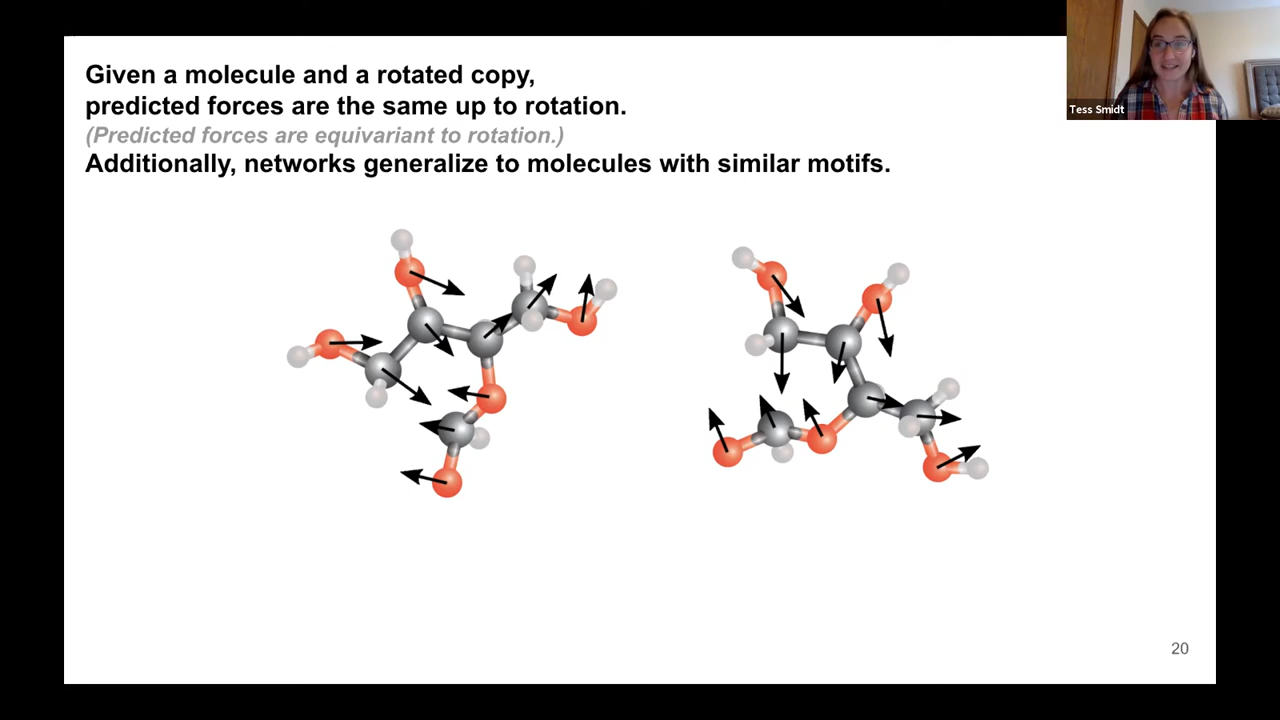 Given a molecule and a rotated copy,
predicted forces are the same up to rotation.
(Predicted forces are equivariant to rotation.)
Additionally, networks generalize to molecules with similar motifs.
Tess Smidt
20